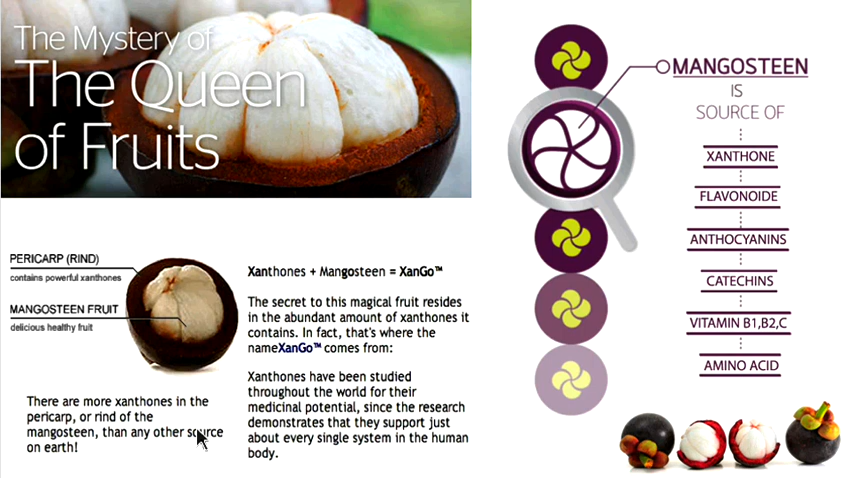 The Mystery of
The Queen
of Fruits
PERICARP (RIND)
contains powerful xanthones
MANGOSTEEN FRUIT
delicious healthy fruit
There are more xanthones in the
pericarp, or rind of the
mangosteen, than any other source
on earth!
Xanthones + Mangosteen = XanGo™
The secret to this magical fruit resides
in the abundant amount of xanthones it
contains. In fact, that's where the
nameXanGo™ comes from:
Xanthones have been studied
throughout the world for their
medicinal potential, since the research
demonstrates that they support just
about every single system in the human
body.
MANGOSTEEN
IS
SOURCE OF
XANTHONE
FLAVONOIDE
ANTHOCYANINS
CATECHINS
VITAMIN B1,B2,C
AMINO ACID